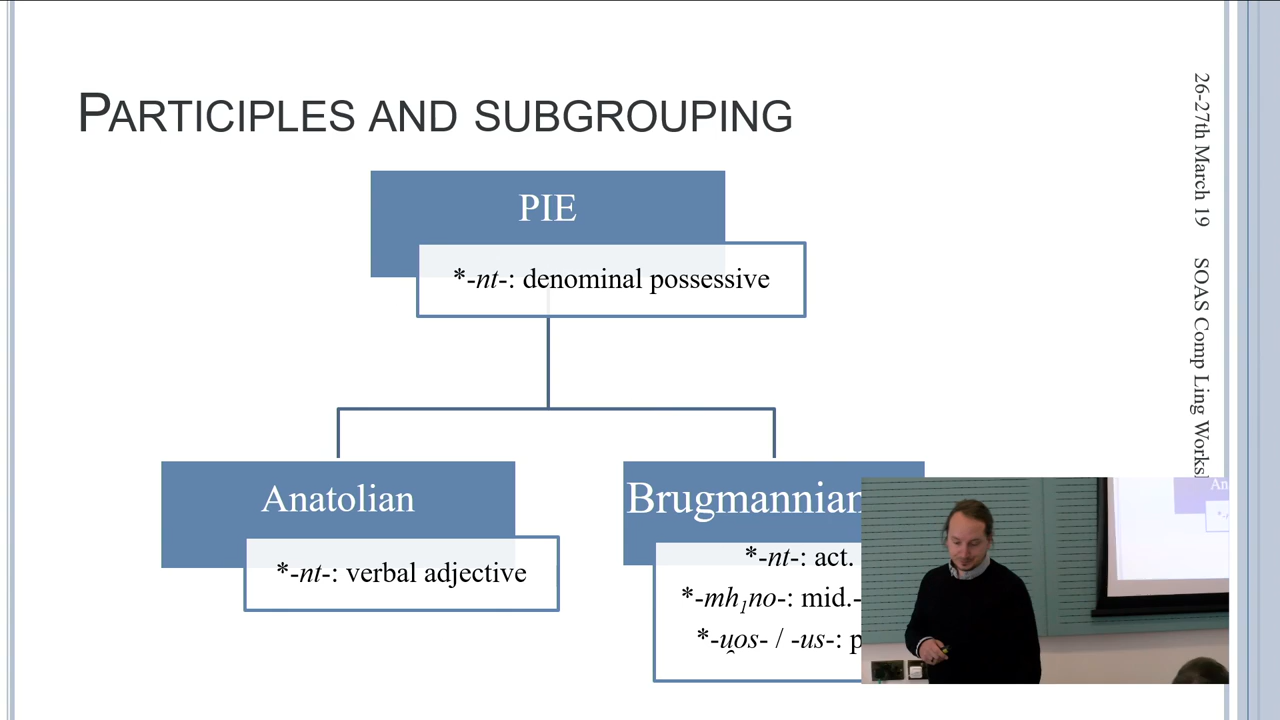 PARTICIPLES AND SUBGROUPING
PIE
*-nt-: denominal possessive
Anatolian
*-nt-: verbal adjective
Brugmannian
*-nt-: act.
*-mh₁no-: mid.-
*-u̯os- / -us-: p
26-27th March 19 SOAS Comp Ling
An